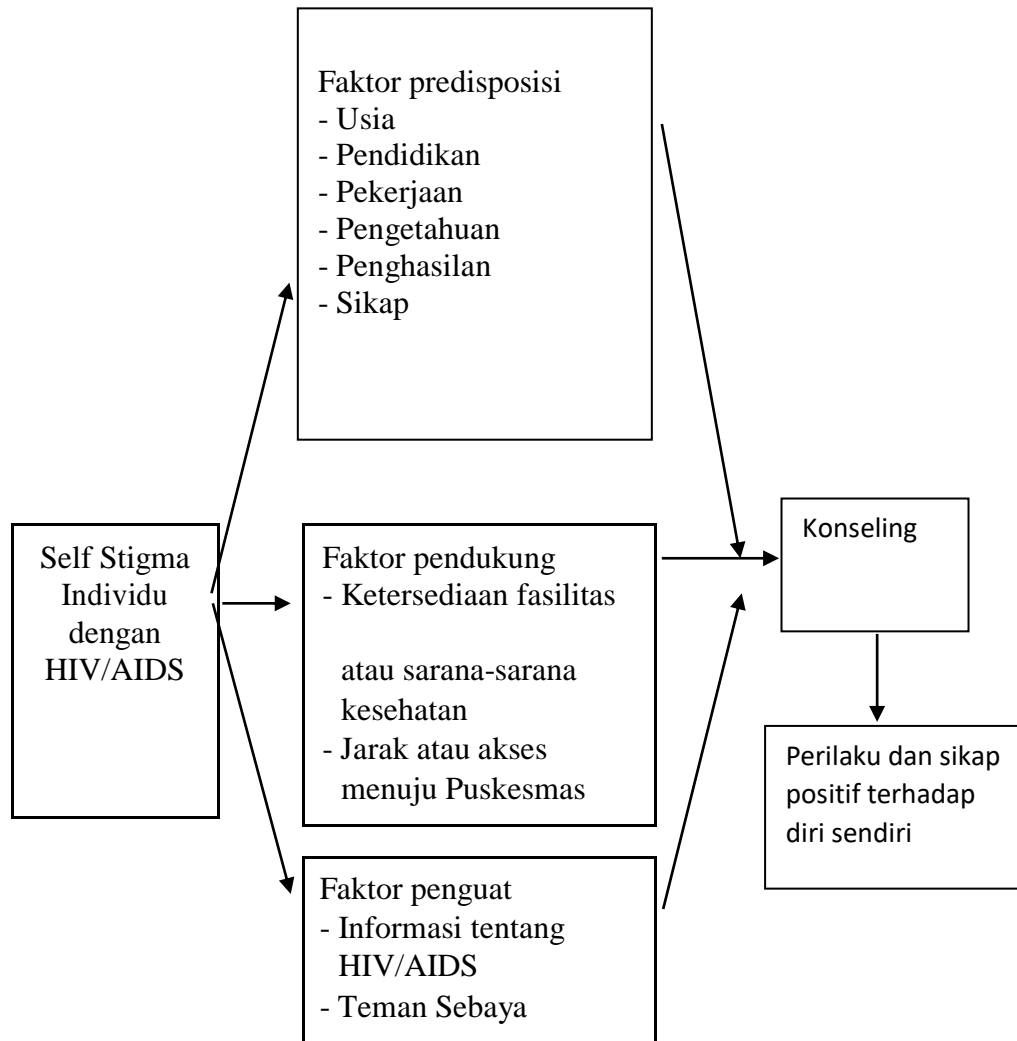 Faktor predisposisi
- Usia
- Pendidikan
- Pekerjaan
- Pengetahuan
- Penghasilan
- Sikap
Self Stigma
Individu
dengan
HIV/AIDS
Faktor pendukung
- Ketersediaan fasilitas
atau sarana-sarana
kesehatan
- Jarak atau akses
menuju Puskesmas
Konseling
Perilaku dan sikap
positif terhadap
diri sendiri
Faktor penguat
- Informasi tentang
HIV/AIDS
- Teman Sebaya